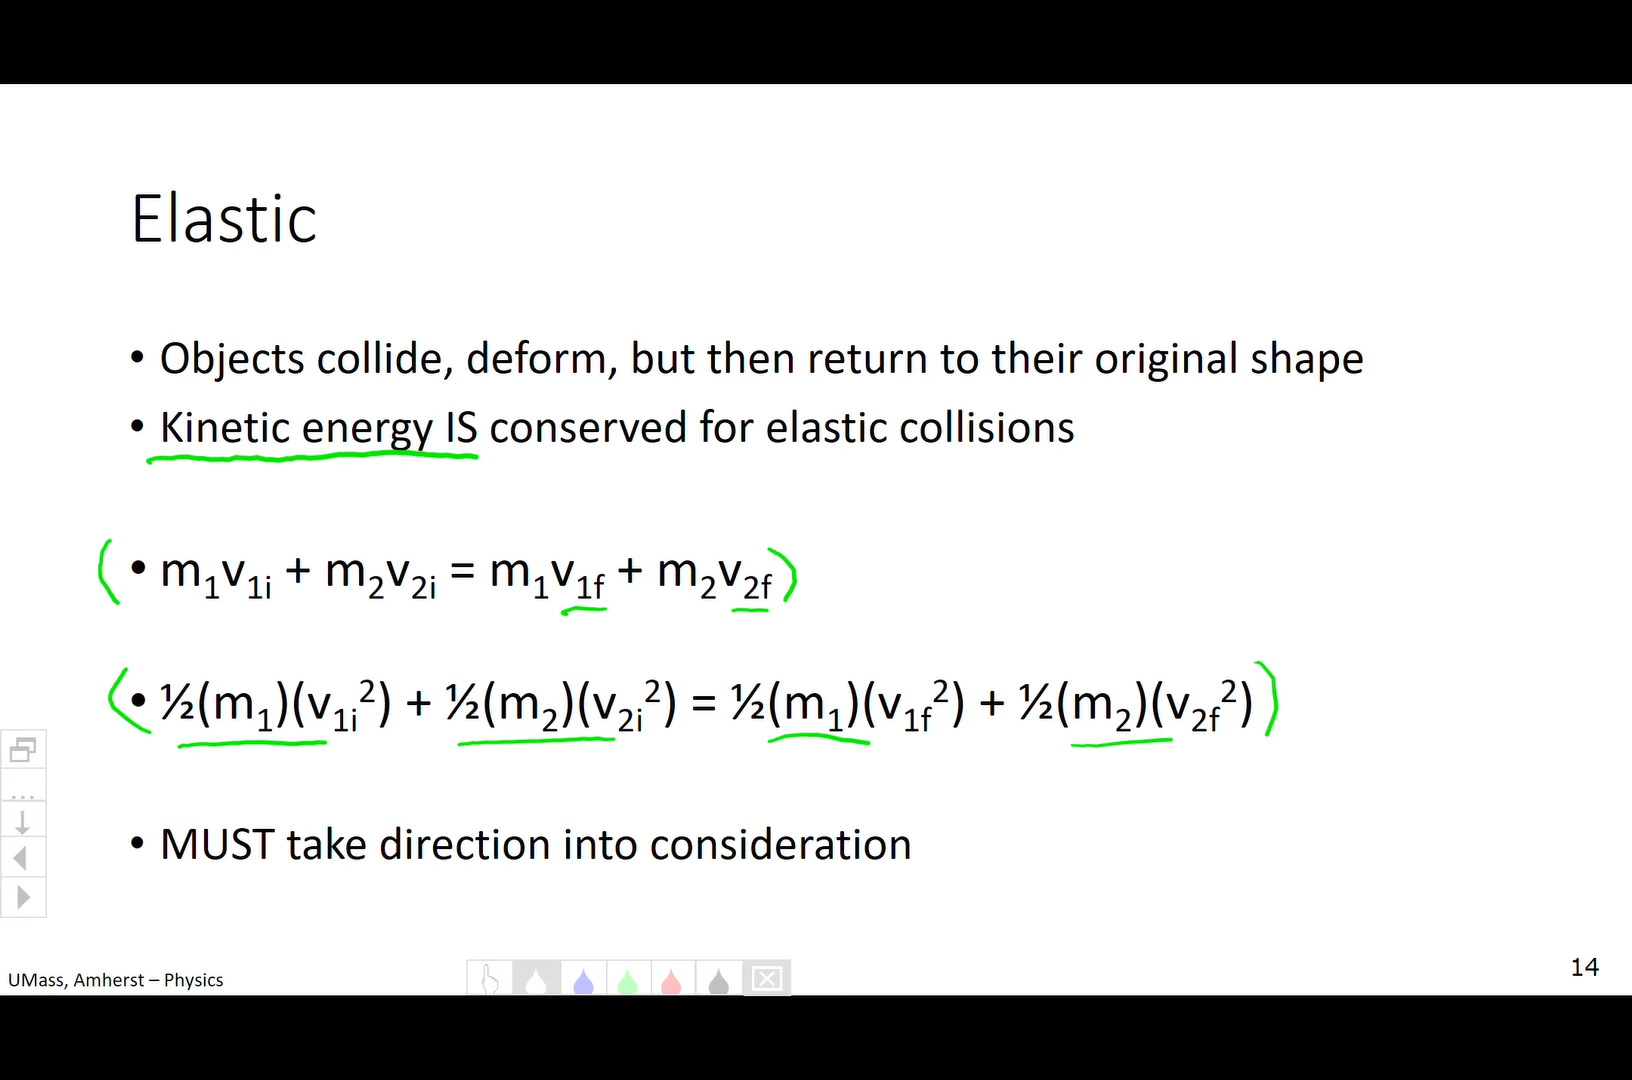 Elastic
• Objects collide, deform, but then return to their original shape
• Kinetic energy IS conserved for elastic collisions
• m₁v₁ᵢ + m₂v₂ᵢ = m₁v₁f + m₂v₂f
• ½(m₁)(v₁ᵢ²) + ½(m₂)(v₂ᵢ²) = ½(m₁)(v₁f²) + ½(m₂)(v₂f²)
• MUST take direction into consideration
UMass, Amherst – Physics
14